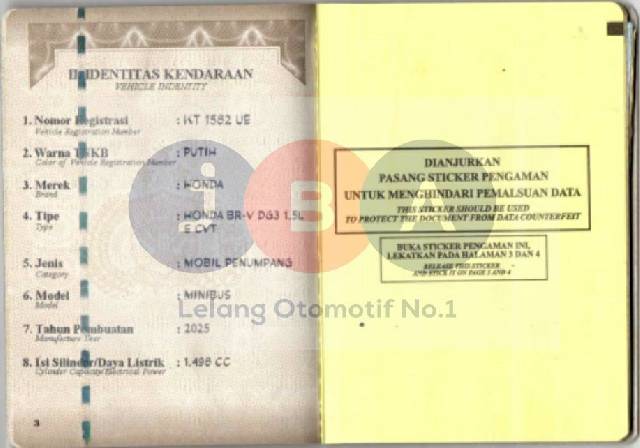 II. IDENTITAS KENDARAAN
VEHICLE INDENTITY
1. Nomor Registrasi : KT 1582 UE
Vehicle Registration Number
2. Warna TNKB : PUTIH
Color of Vehicle Registration Number
3. Merek : HONDA
Brand
4. Tipe : HONDA BR-V DG3 1.5L
Type
E CVT
5. Jenis : MOBIL PENUMPANG
Category
6. Model : MINIBUS
Model
7. Tahun Pembuatan : 2025
Manufacture Year
8. Isi Silinder/Daya Listrik : 1.498 CC
Cylinder Capacity/Electrical Power
3
DIANJURKAN
PASANG STICKER PENGAMAN
UNTUK MENGHINDARI PEMALSUAN DATA
THIS STICKER SHOULD BE USED
TO PROTECT THE DOCUMENT FROM DATA COUNTERFEIT
BUKA STICKER PENGAMAN INI,
LEKATKAN PADA HALAMAN 3 DAN 4
RELEASE THIS STICKER
AND STICK IT ON PAGE 3 AND 4
iBA
Lelang Otomotif No.1